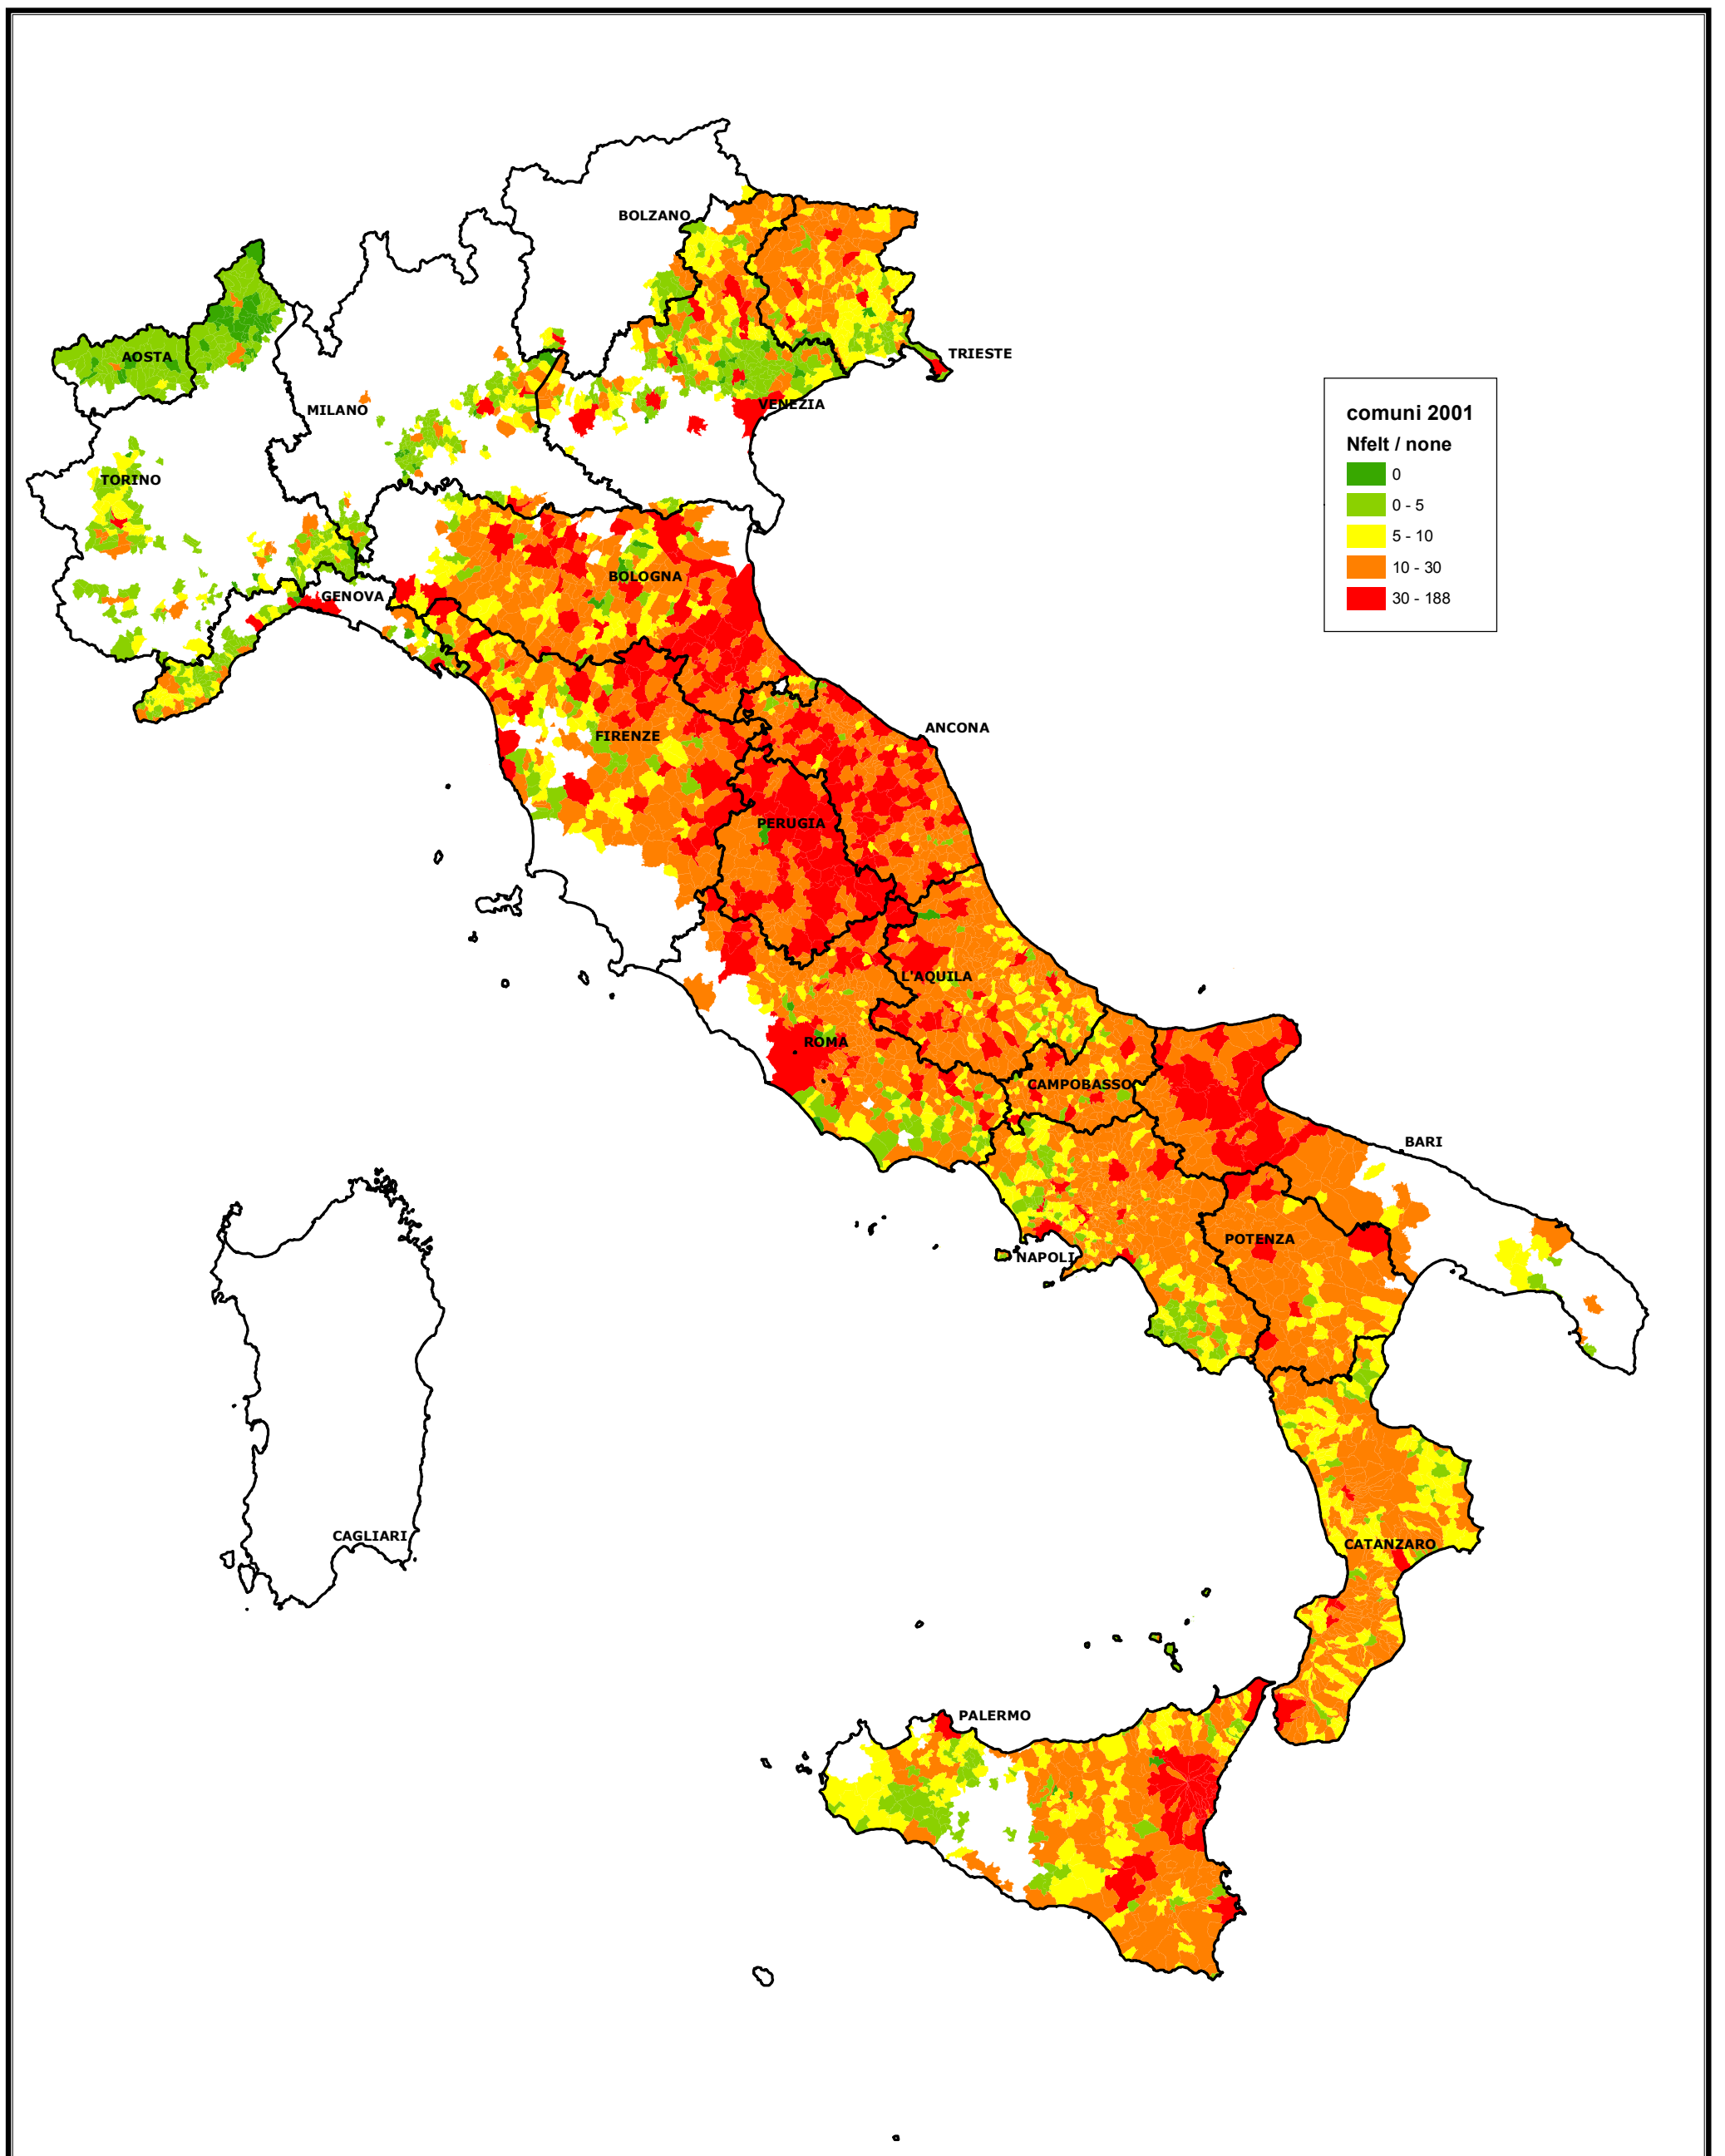 BOLZANO
TRIESTE
AOSTA
VENEZIA
MILANO
comuni 2001
Nfelt / none
0
0 - 5
5 - 10
10 - 30
30 - 188
TORINO
BOLOGNA
GENOVA
ANCONA
FIRENZE
PERUGIA
L'AQUILA
ROMA
CAMPOBASSO
BARI
POTENZA
NAPOLI
CAGLIARI
CATANZARO
PALERMO